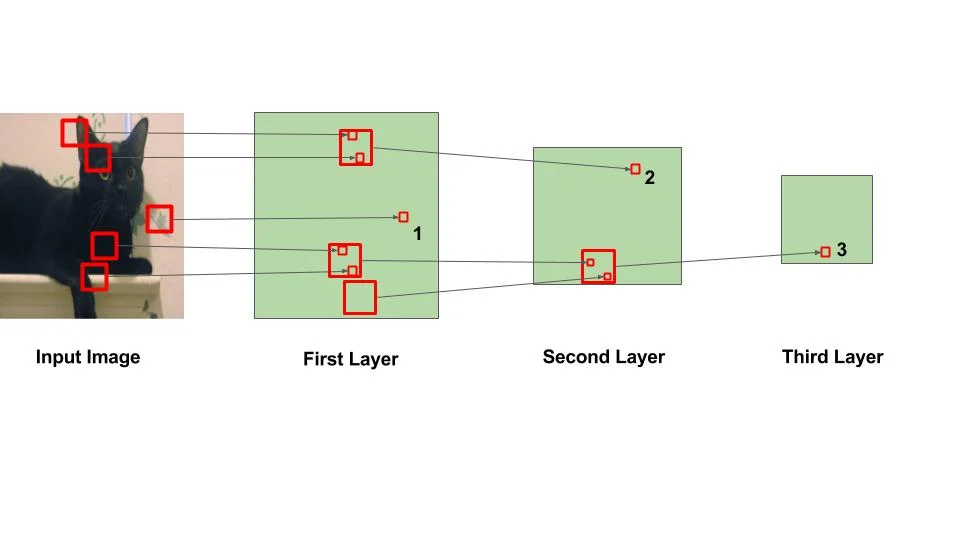 1
2
3
Input Image
First Layer
Second Layer
Third Layer